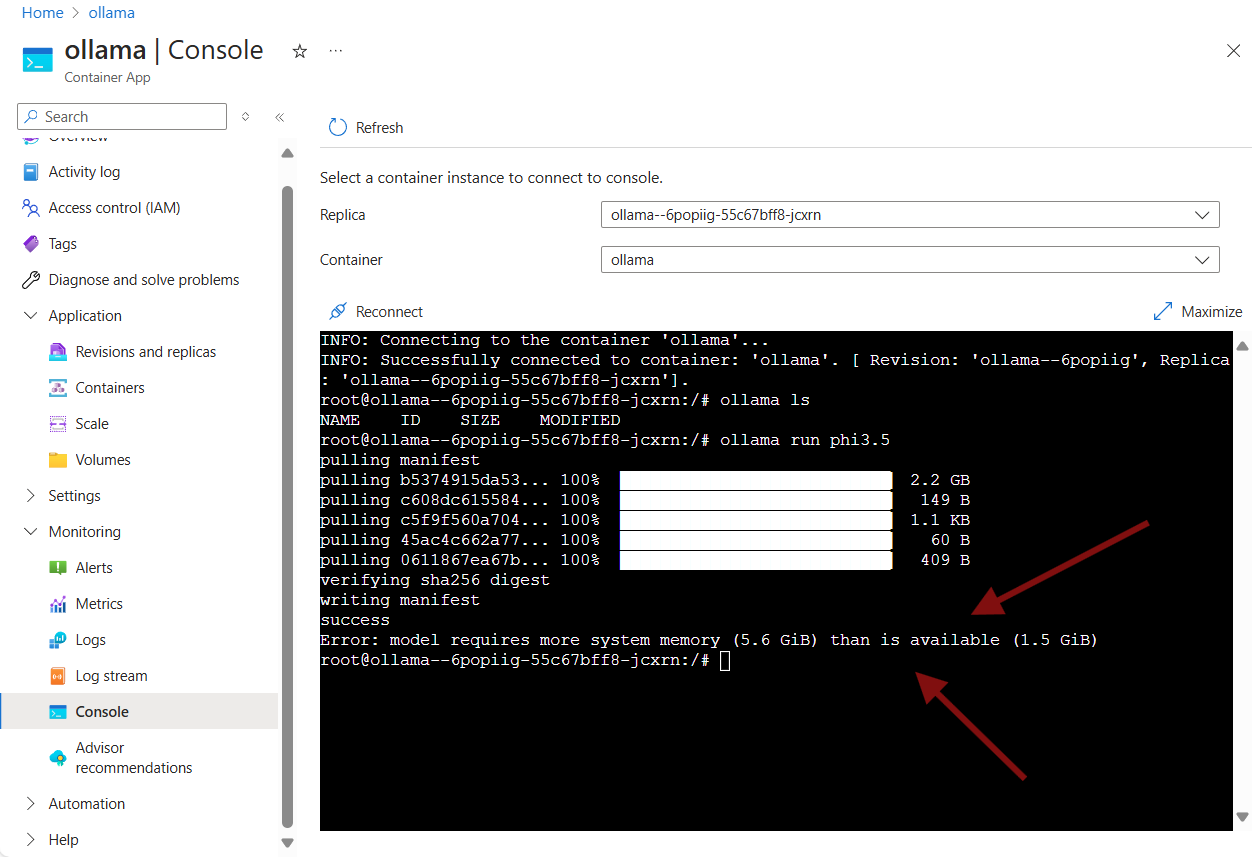 Home > ollama
ollama | Console
Container App
Search
Overview
Activity log
Access control (IAM)
Tags
Diagnose and solve problems
Application
Revisions and replicas
Containers
Scale
Volumes
Settings
Monitoring
Alerts
Metrics
Logs
Log stream
Console
Advisor
recommendations
Automation
Help
Refresh
Select a container instance to connect to console.
Replica
ollama--6popiig-55c67bff8-jcxrn
Container
ollama
Reconnect
Maximize
INFO: Connecting to the container 'ollama'...
INFO: Successfully connected to container: 'ollama'. [ Revision: 'ollama--6popiig', Replica
: 'ollama--6popiig-55c67bff8-jcxrn'].
root@ollama--6popiig-55c67bff8-jcxrn:/# ollama ls
NAME    ID    SIZE    MODIFIED
root@ollama--6popiig-55c67bff8-jcxrn:/# ollama run phi3.5
pulling manifest
pulling b5374915da53... 100% 2.2 GB
pulling c608dc615584... 100% 149 B
pulling c5f9f560a704... 100% 1.1 KB
pulling 45ac4c662a77... 100% 60 B
pulling 0611867ea67b... 100% 409 B
verifying sha256 digest
writing manifest
success
Error: model requires more system memory (5.6 GiB) than is available (1.5 GiB)
root@ollama--6popiig-55c67bff8-jcxrn:/#